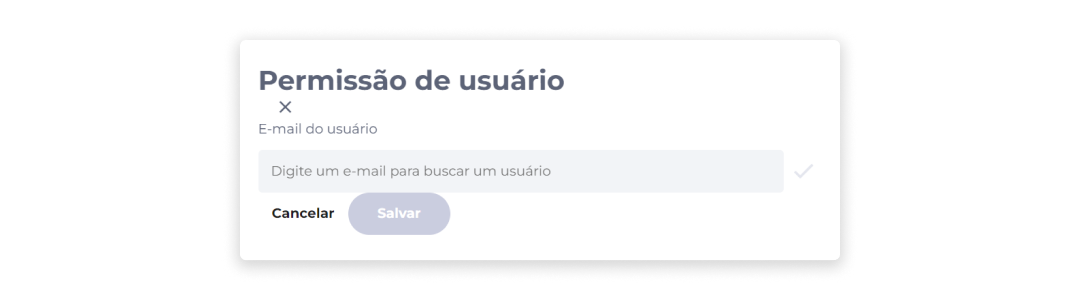 Permissão de usuário
E-mail do usuário
Digite um e-mail para buscar um usuário
Cancelar Salvar